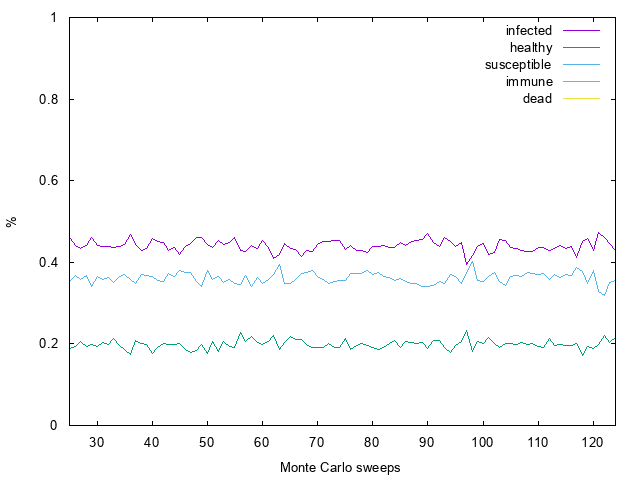 1
0.8
0.6
0.4
0.2
0
%
30 40 50 60 70 80 90 100 110 120
Monte Carlo sweeps
infected
healthy
susceptible
immune
dead